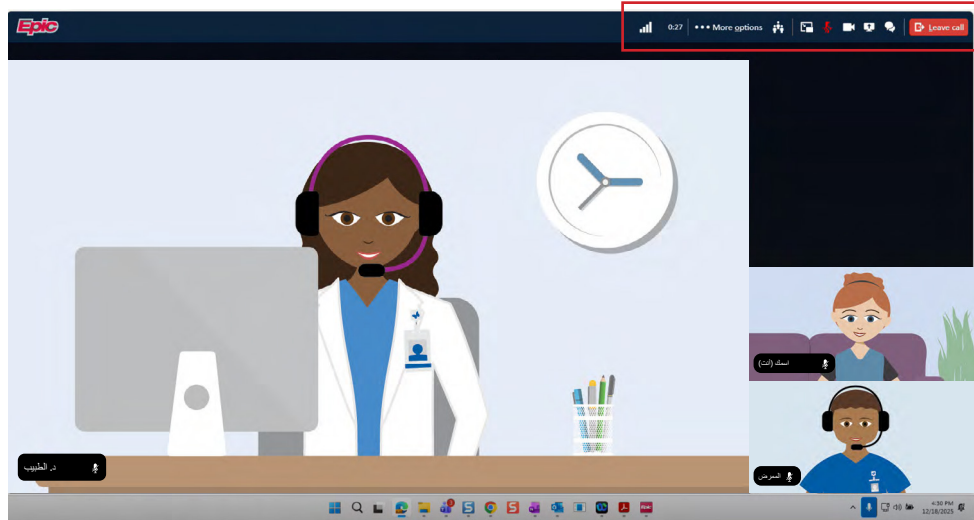 Epic
0:27 ••• More options Leave call
اسمك (أنت)
د. الطبيب
الممرض
4:30 PM
12/18/2025